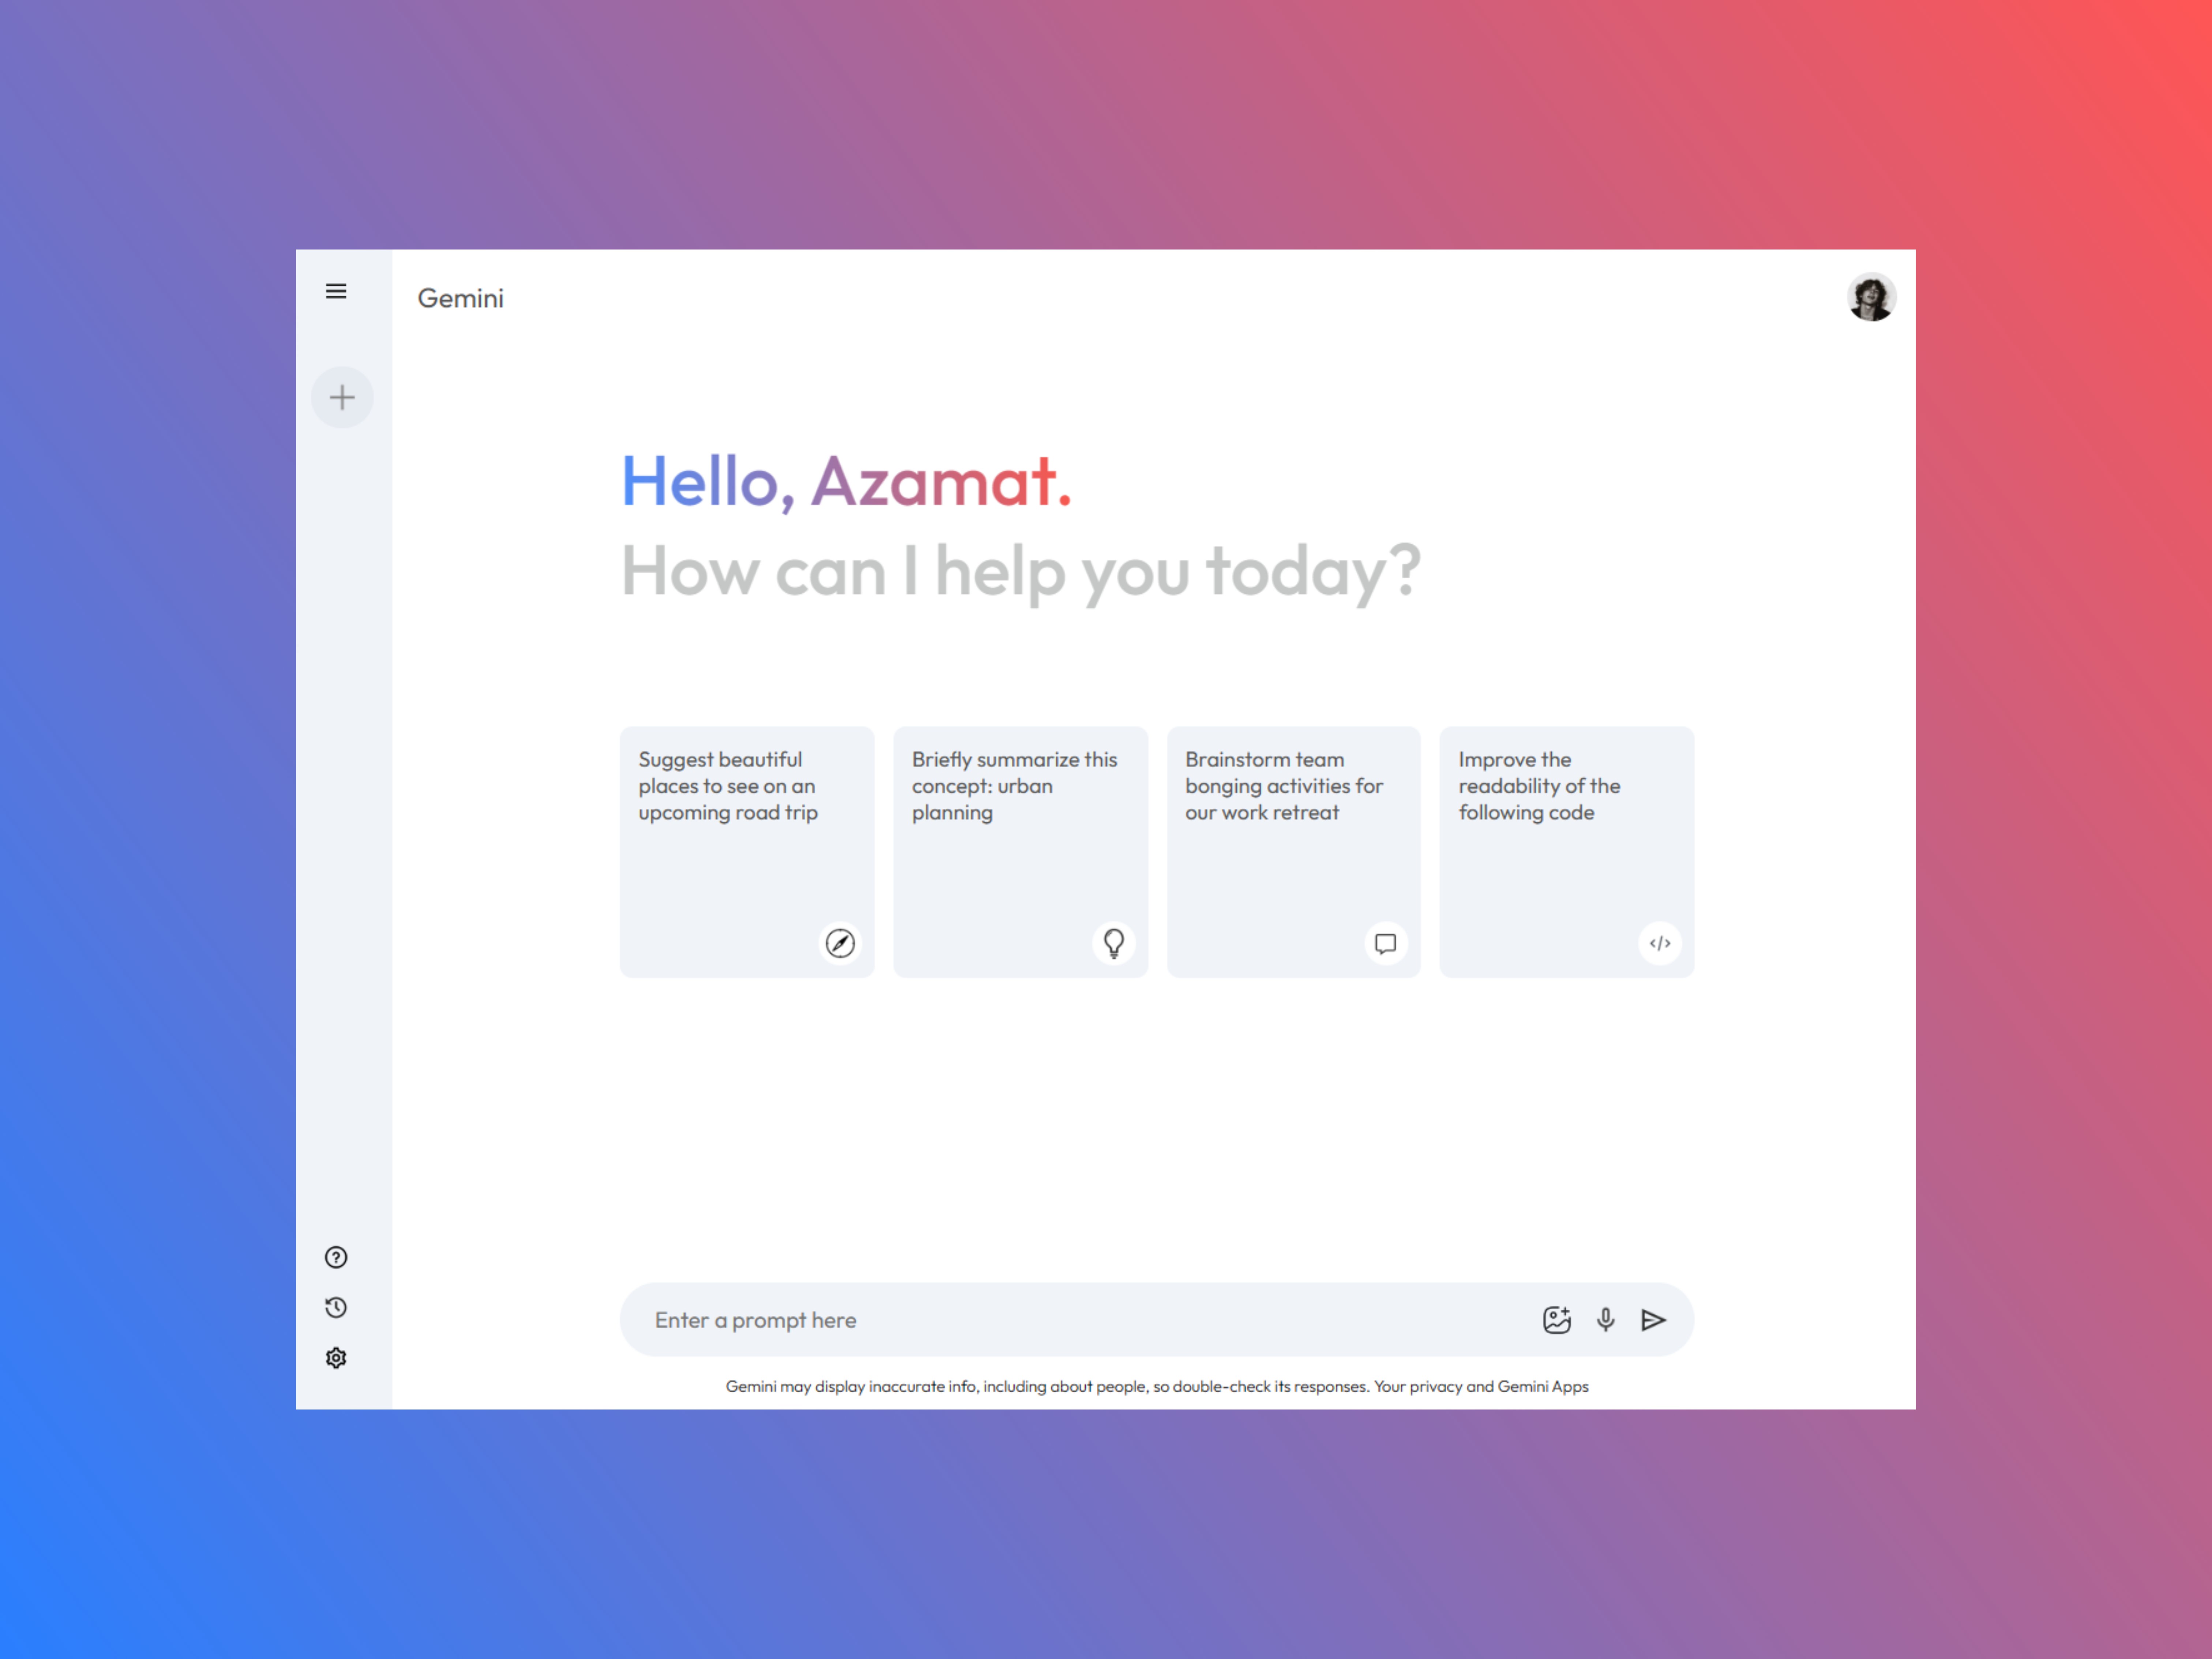 Gemini
Hello, Azamat.
How can I help you today?
Suggest beautiful
places to see on an
upcoming road trip
Briefly summarize this
concept: urban
planning
Brainstorm team
bonging activities for
our work retreat
Improve the
readability of the
following code
Enter a prompt here
Gemini may display inaccurate info, including about people, so double-check its responses. Your privacy and Gemini Apps